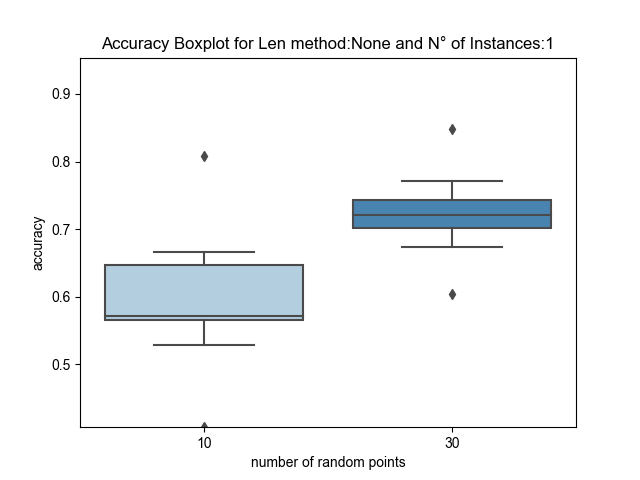 Accuracy Boxplot for Len method:None and N° of Instances:1
0.9
0.8
0.7
0.6
0.5
accuracy
10
30
number of random points